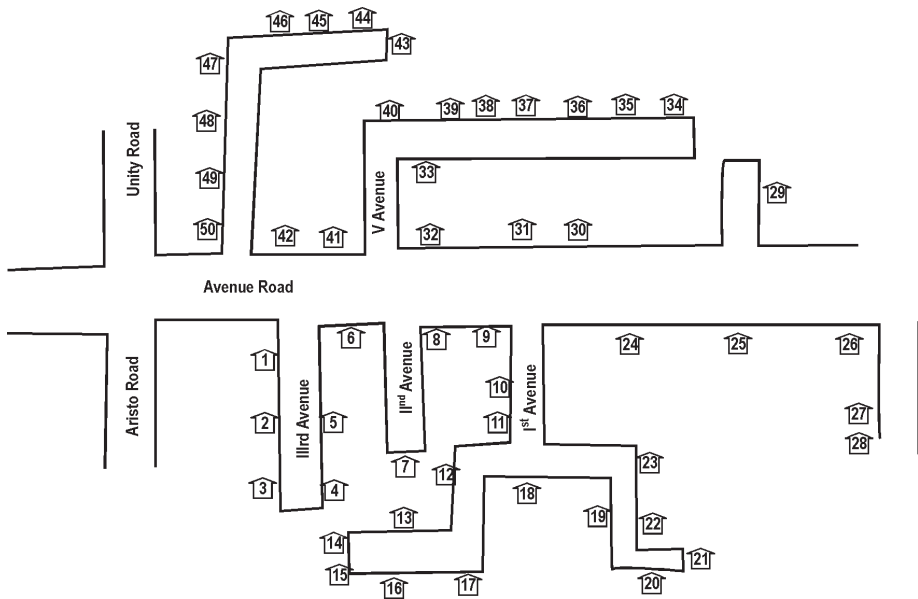 46 45 44
43
47
40 39 38 37 36 35 34
48
Unity Road
49
33
29
V Avenue
50 42 41 32 31 30
Avenue Road
6 8 9 24 25 26
1
Aristo Road
IIIrd Avenue
IInd Avenue
Ist Avenue
10
2 5 11 27
28
7 12 23
3 4 18
13 19 22
14
15 16 17 20 21